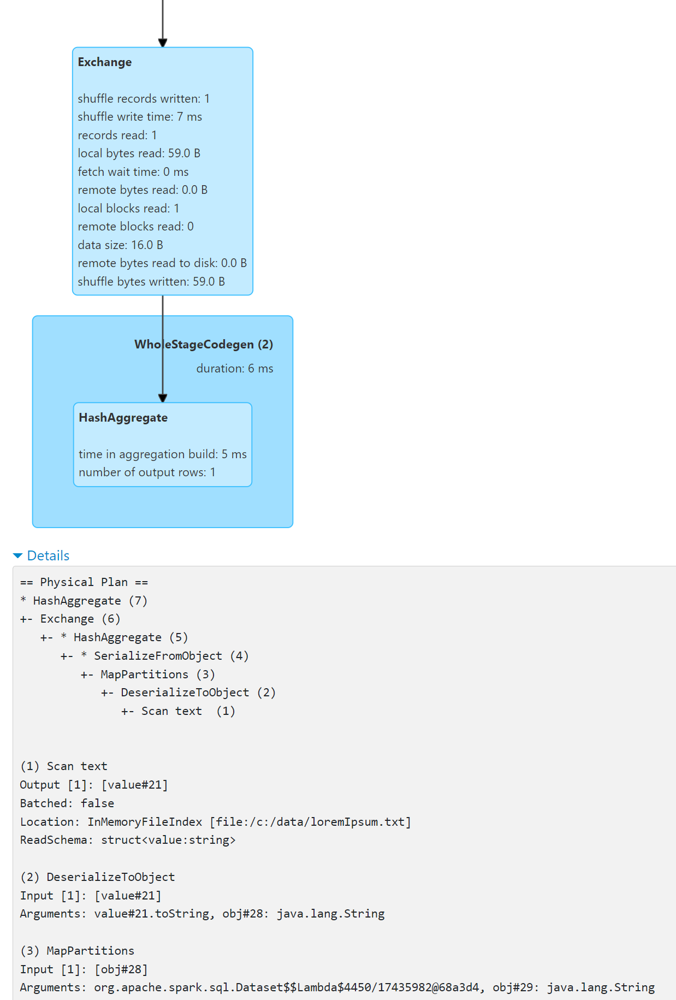 Exchange
shuffle records written: 1
shuffle write time: 7 ms
records read: 1
local bytes read: 59.0 B
fetch wait time: 0 ms
remote bytes read: 0.0 B
local blocks read: 1
remote blocks read: 0
data size: 16.0 B
remote bytes read to disk: 0.0 B
shuffle bytes written: 59.0 B
WholeStageCodegen (2)
duration: 6 ms
HashAggregate
time in aggregation build: 5 ms
number of output rows: 1
Details
== Physical Plan ==
* HashAggregate (7)
+- Exchange (6)
   +- * HashAggregate (5)
      +- * SerializeFromObject (4)
         +- MapPartitions (3)
            +- DeserializeToObject (2)
               +- Scan text  (1)
(1) Scan text
Output [1]: [value#21]
Batched: false
Location: InMemoryFileIndex [file:/c:/data/loremIpsum.txt]
ReadSchema: struct<value:string>
(2) DeserializeToObject
Input [1]: [value#21]
Arguments: value#21.toString, obj#28: java.lang.String
(3) MapPartitions
Input [1]: [obj#28]
Arguments: org.apache.spark.sql.Dataset$$Lambda$4450/17435982@68a3d4, obj#29: java.lang.String